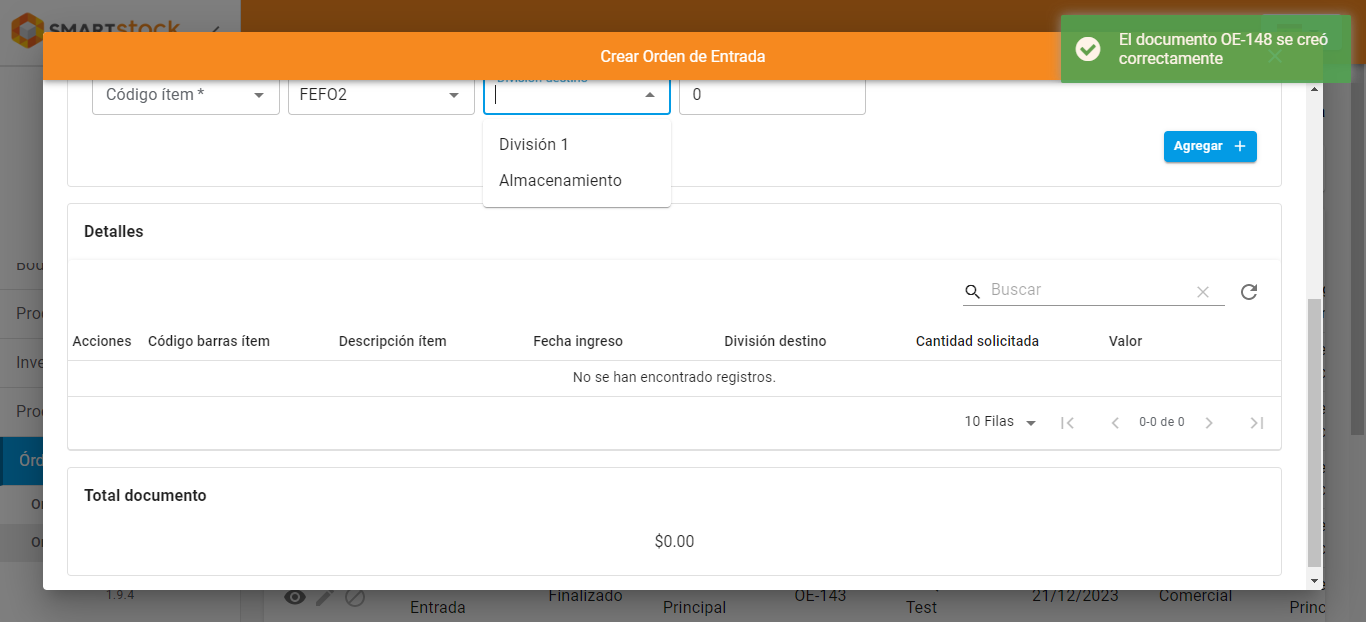 SMARTstock
Crear Orden de Entrada
El documento OE-148 se creó
correctamente
División destino
Código ítem *
FEFO2
0
División 1
Almacenamiento
Agregar +
Detalles
Buscar
Acciones Código barras ítem Descripción ítem Fecha ingreso División destino Cantidad solicitada Valor
No se han encontrado registros.
10 Filas 0-0 de 0
Total documento
$0.00
Bod
Prod
Inve
Proc
Órd
Or
Or
1.9.4
Entrada
Finalizado
Principal
OE-143
Test
21/12/2023
Comercial
Princ